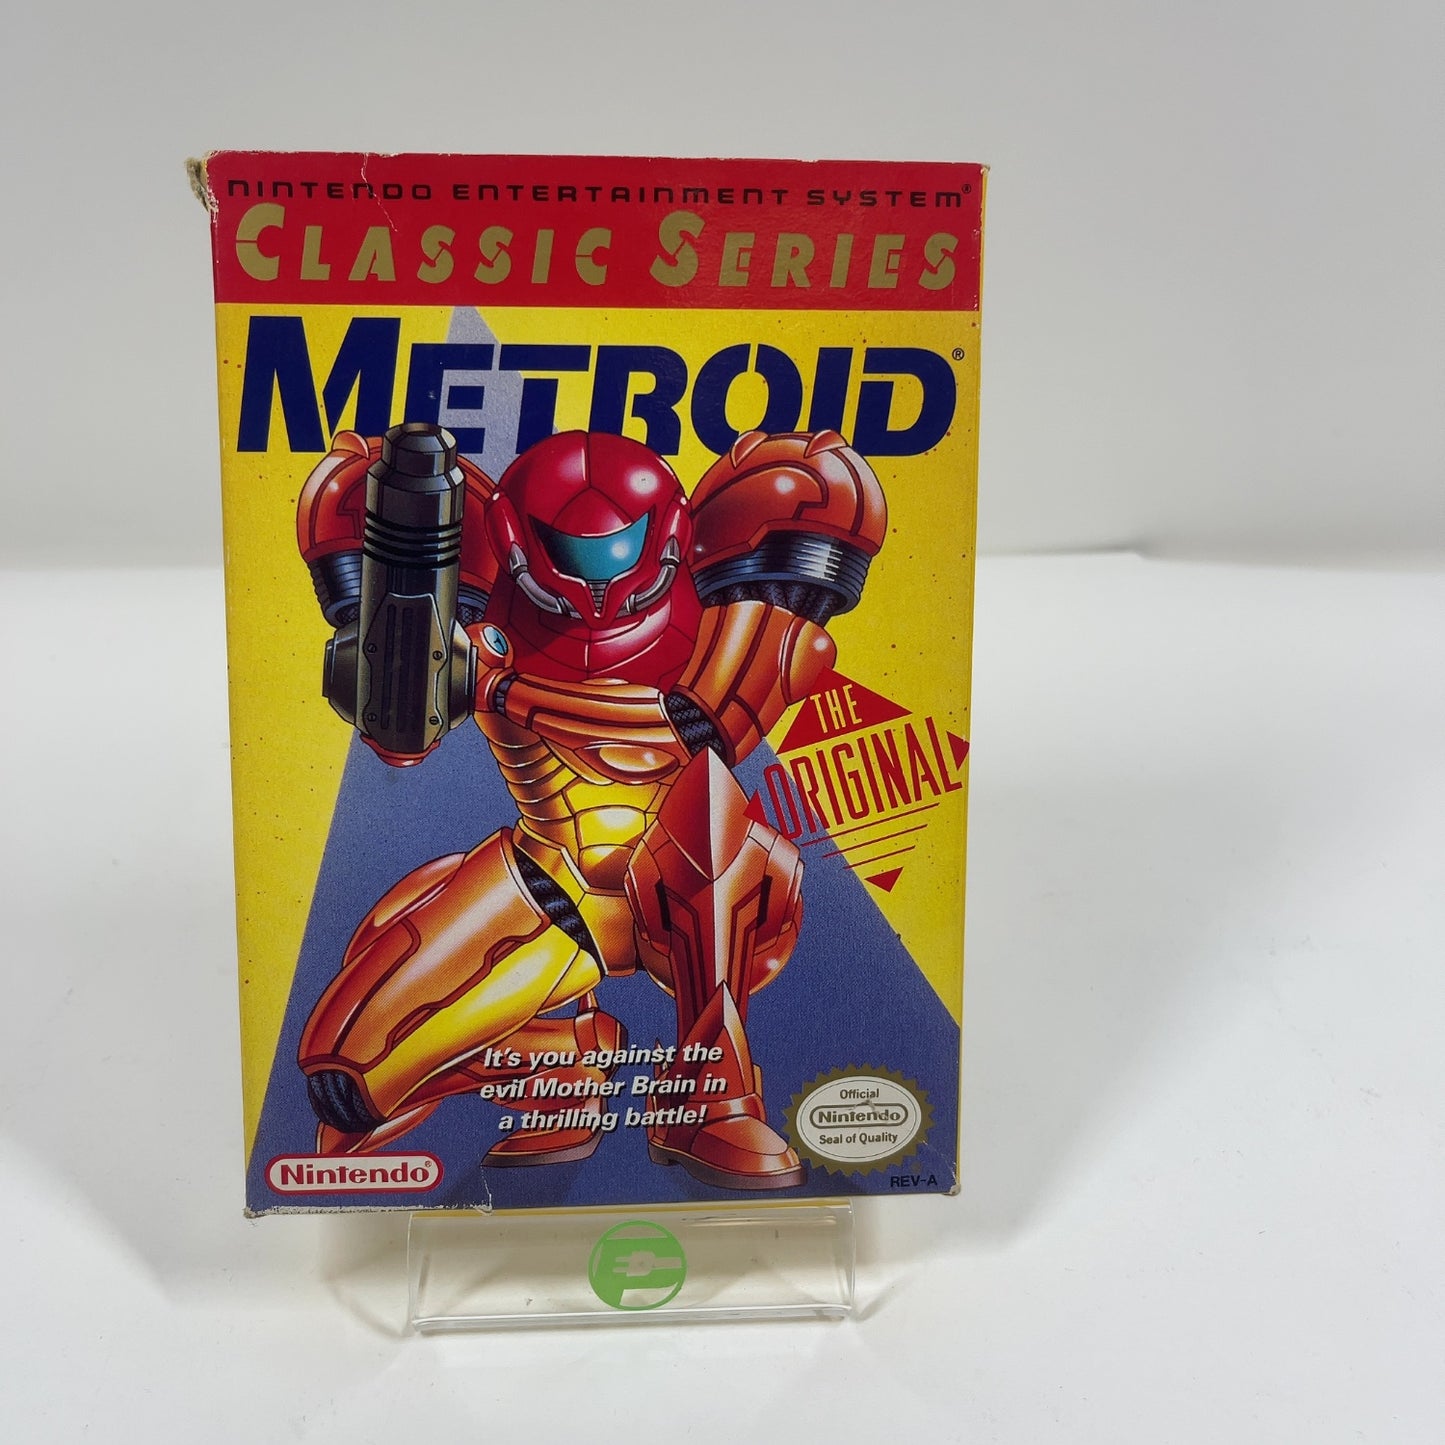 NINTENDO ENTERTAINMENT SYSTEM®
CLASSIC SERIES
METROID®
THE
ORIGINAL
It's you against the
evil Mother Brain in
a thrilling battle!
Official
Nintendo
Seal of Quality
Nintendo®
REV-A